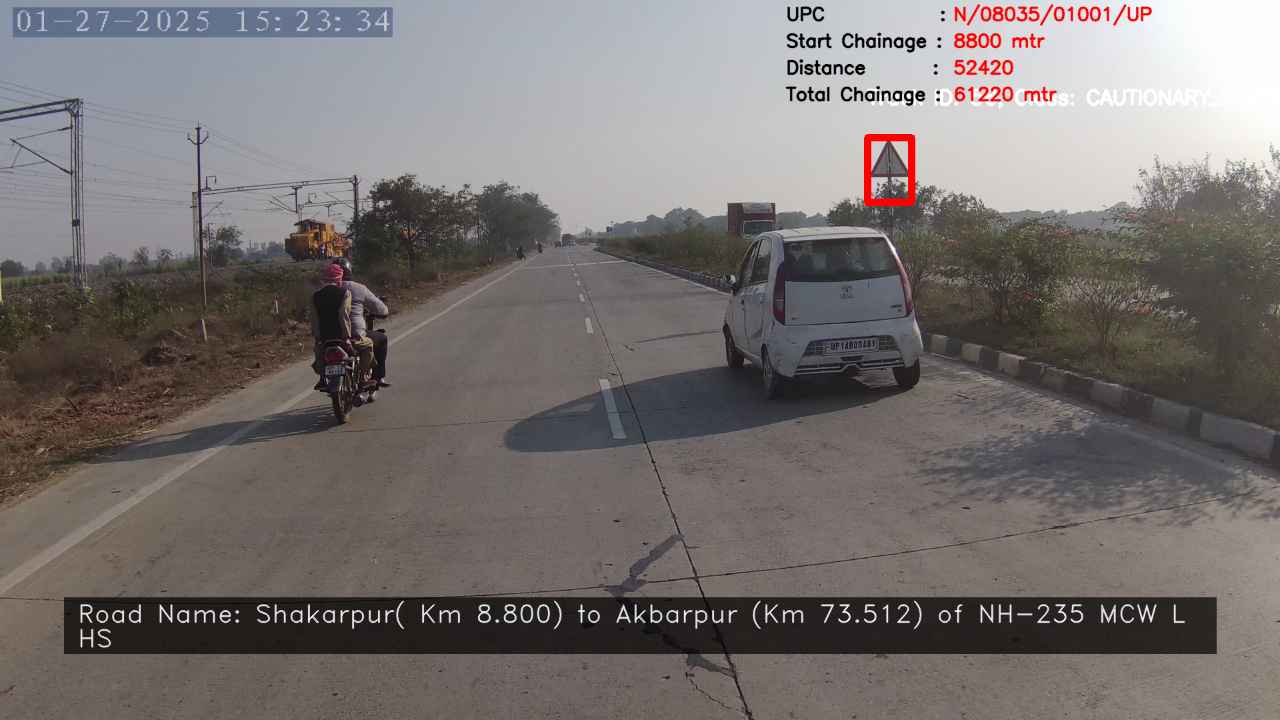 01-27-2025 15:23:34
UPC : N/08035/01001/UP
Start Chainage : 8800 mtr
Distance : 52420
Total Chainage : 61220 mtr
Class: CAUTIONARY
Road Name: Shakarpur( Km 8.800) to Akbarpur (Km 73.512) of NH-235 MCW L
HS